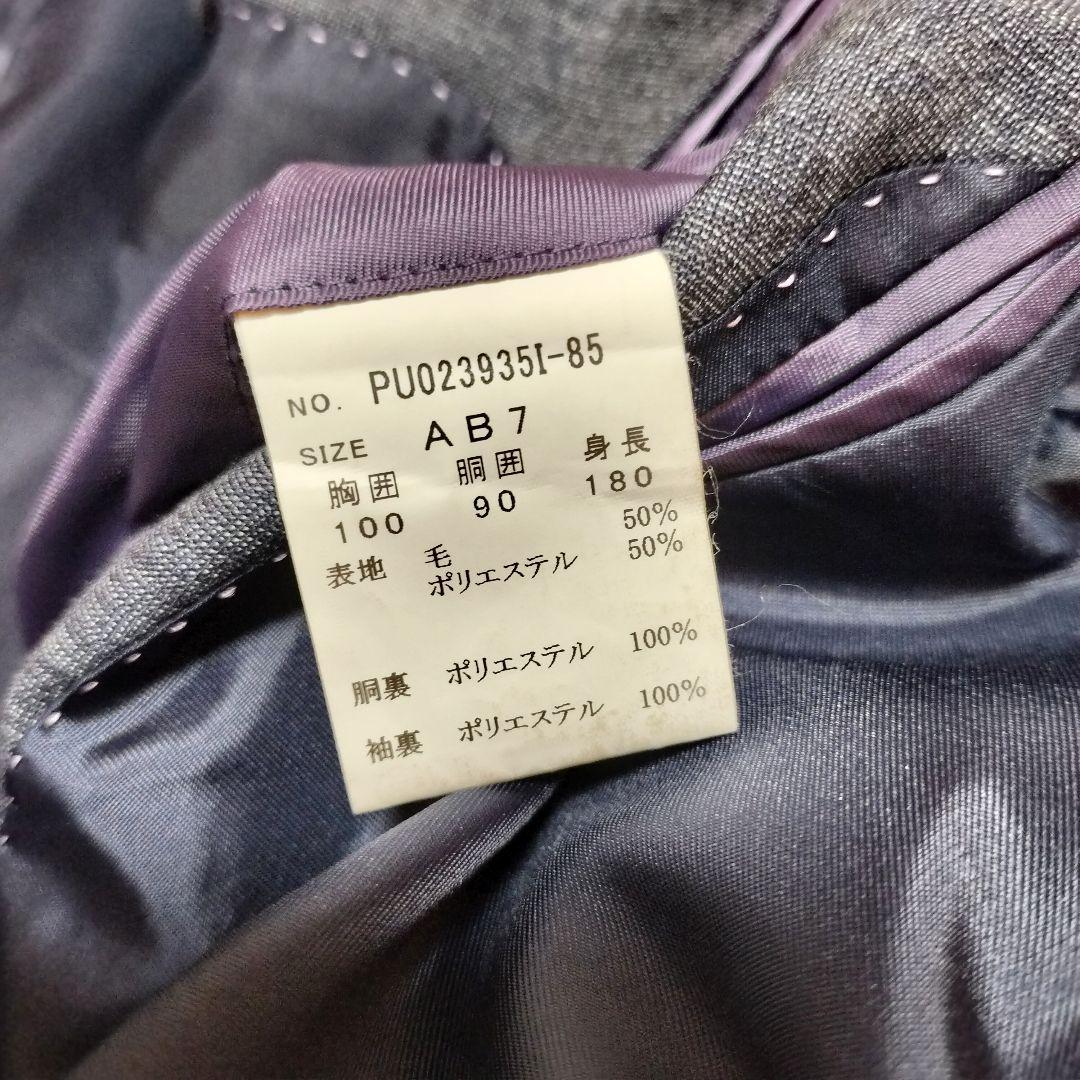 NO. PU023935I-85
SIZE AB7
胸囲 胴囲 身長
100 90 180
表地 毛 50%
ポリエステル 50%
胴裏 ポリエステル 100%
袖裏 ポリエステル 100%